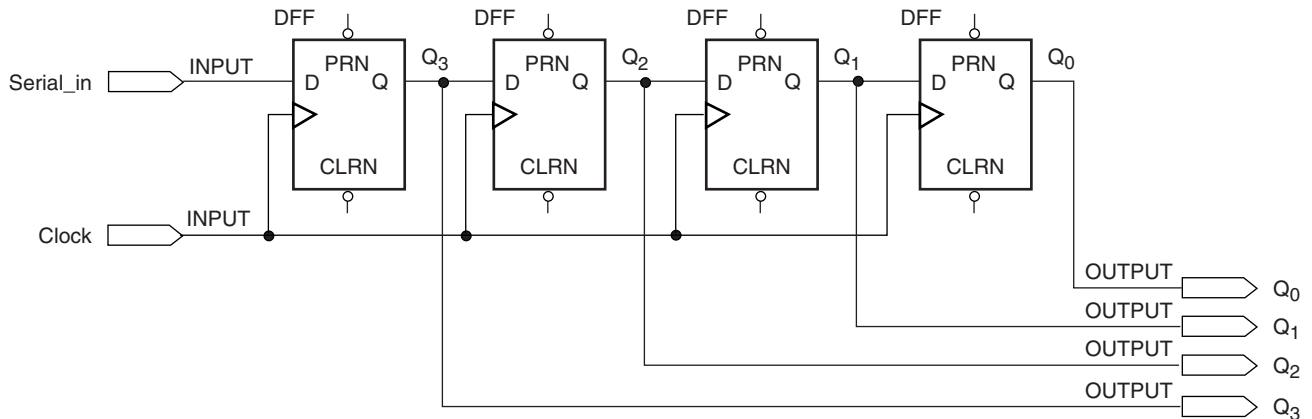 DFF DFF DFF DFF
Serial_in INPUT D PRN Q Q₃ D PRN Q Q₂ D PRN Q Q₁ D PRN Q Q₀
CLRN CLRN CLRN CLRN
Clock INPUT
OUTPUT Q₀
OUTPUT Q₁
OUTPUT Q₂
OUTPUT Q₃